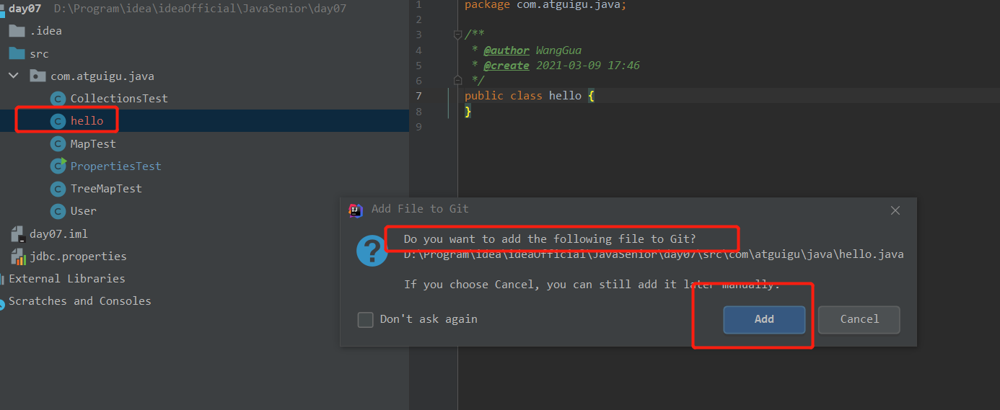 day07 D:\Program\idea\ideaOfficial\JavaSenior\day07
.idea
src
com.atguigu.java
CollectionsTest
hello
MapTest
PropertiesTest
TreeMapTest
User
day07.iml
jdbc.properties
External Libraries
Scratches and Consoles
1 package com.atguigu.java;
2
3 /**
4 * @author WangGua
5 * @create 2021-03-09 17:46
6 */
7 public class hello {
8 }
9
Add File to Git
Do you want to add the following file to Git?
D:\Program\idea\ideaOfficial\JavaSenior\day07\src\com\atguigu\java\hello.java
If you choose Cancel, you can still add it later manually.
Don't ask again
Add
Cancel